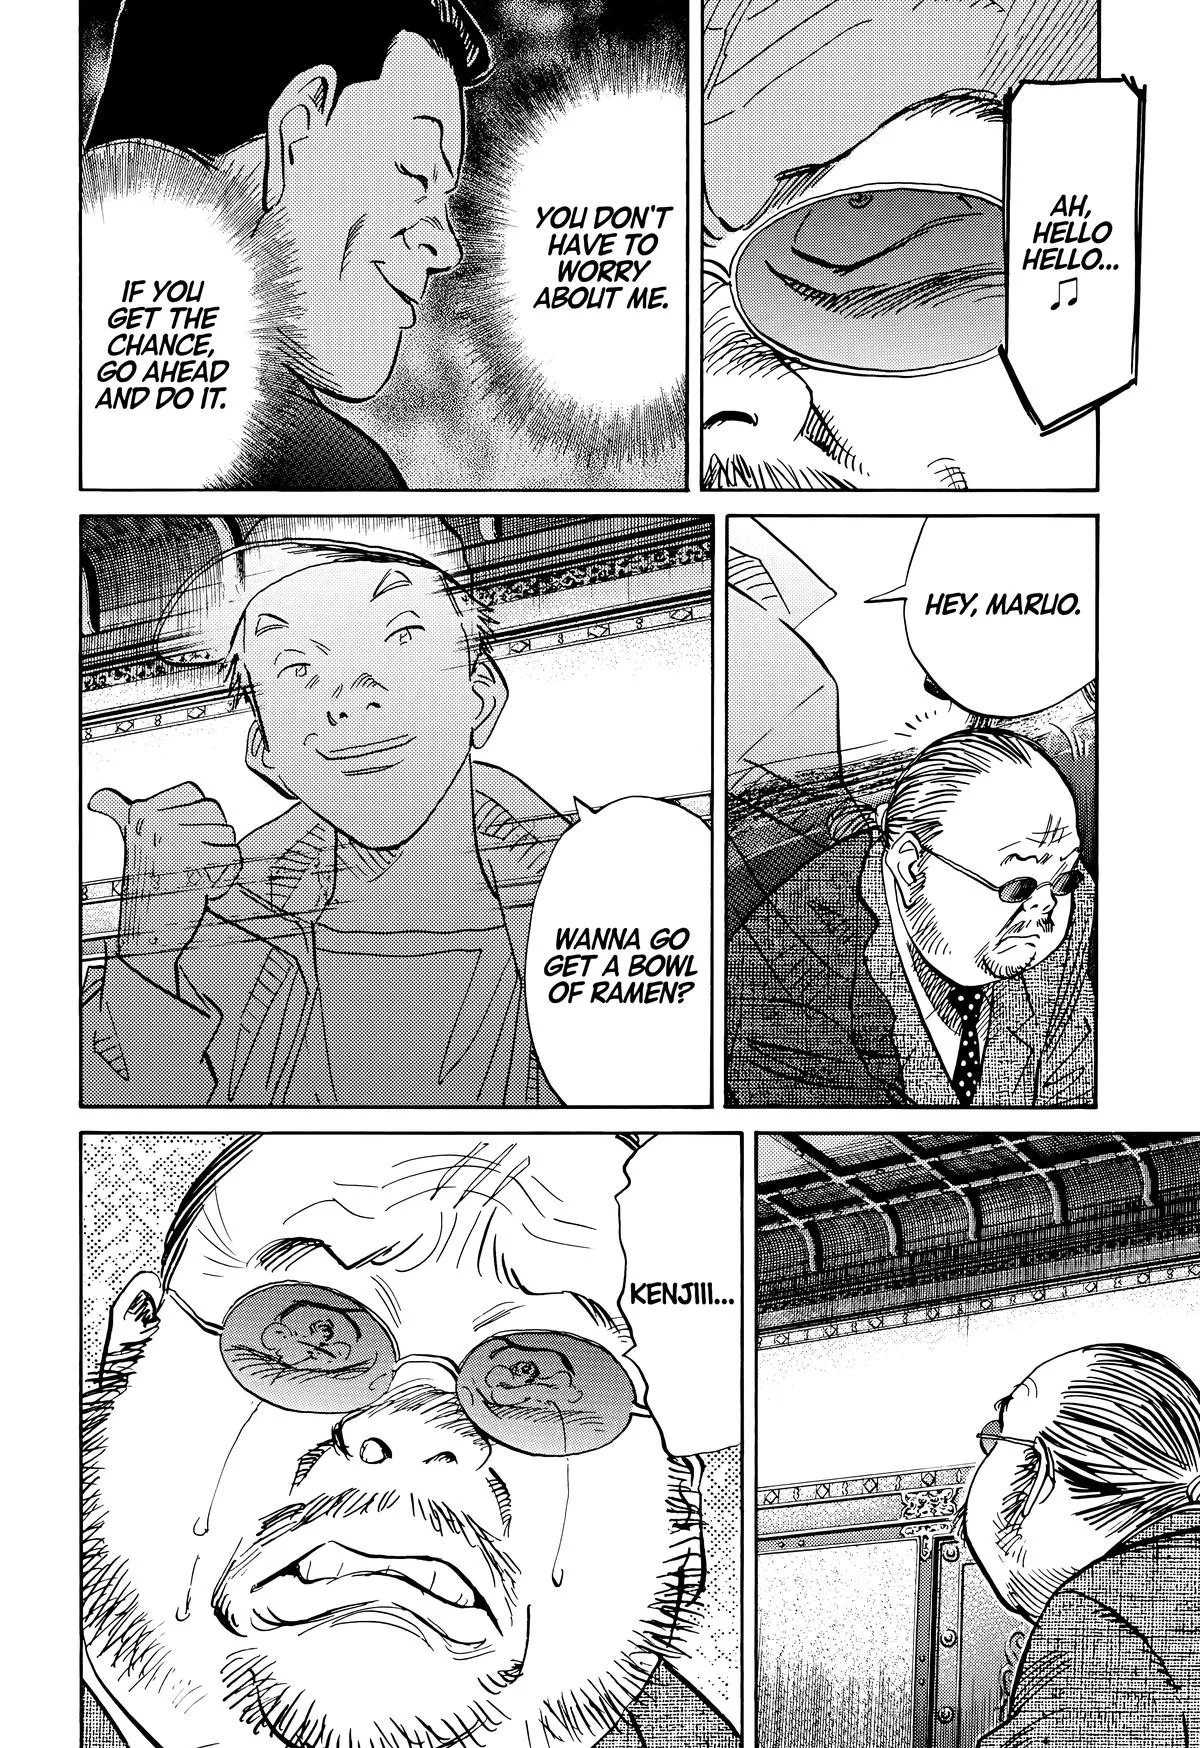 AH,
HELLO
HELLO...
♫
YOU DON'T
HAVE TO
WORRY
ABOUT ME.
IF YOU
GET THE
CHANCE,
GO AHEAD
AND DO IT.
HEY, MARUO.
WANNA GO
GET A BOWL
OF RAMEN?
KENJIII...